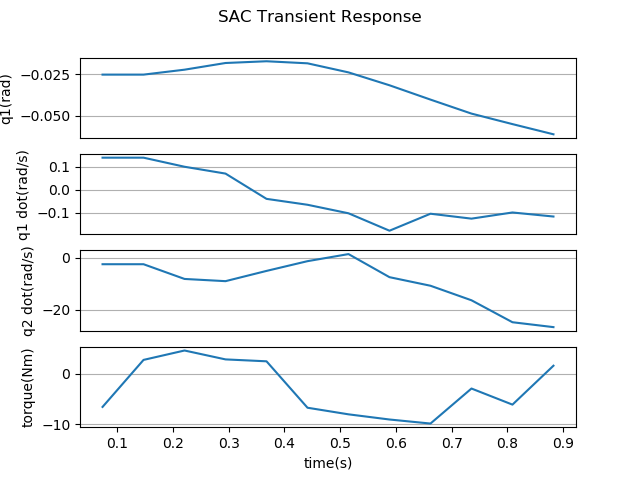 SAC Transient Response
q1(rad)
−0.025
−0.050
q1 dot(rad/s)
0.1
0.0
−0.1
q2 dot(rad/s)
0
−20
torque(Nm)
0
−10
0.1 0.2 0.3 0.4 0.5 0.6 0.7 0.8 0.9
time(s)